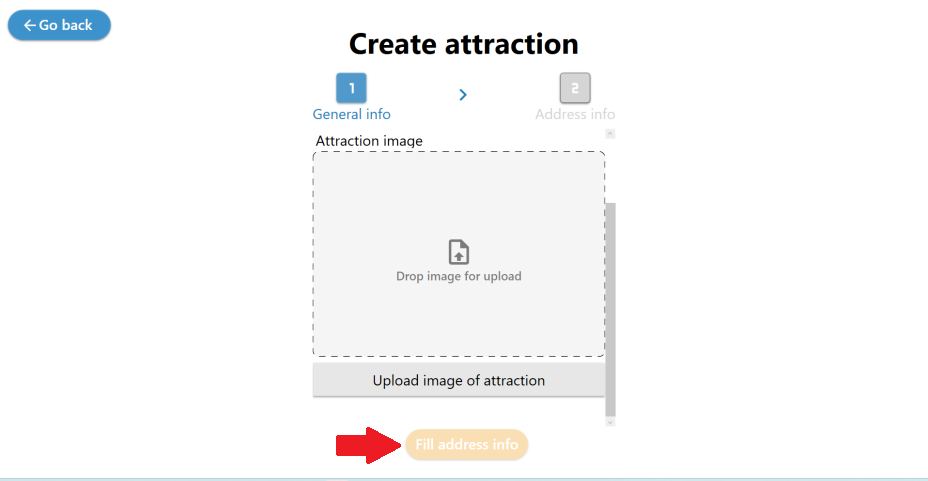 Go back
Create attraction
1
2
General info
Address info
Attraction image
Drop image for upload
Upload image of attraction
Fill address info